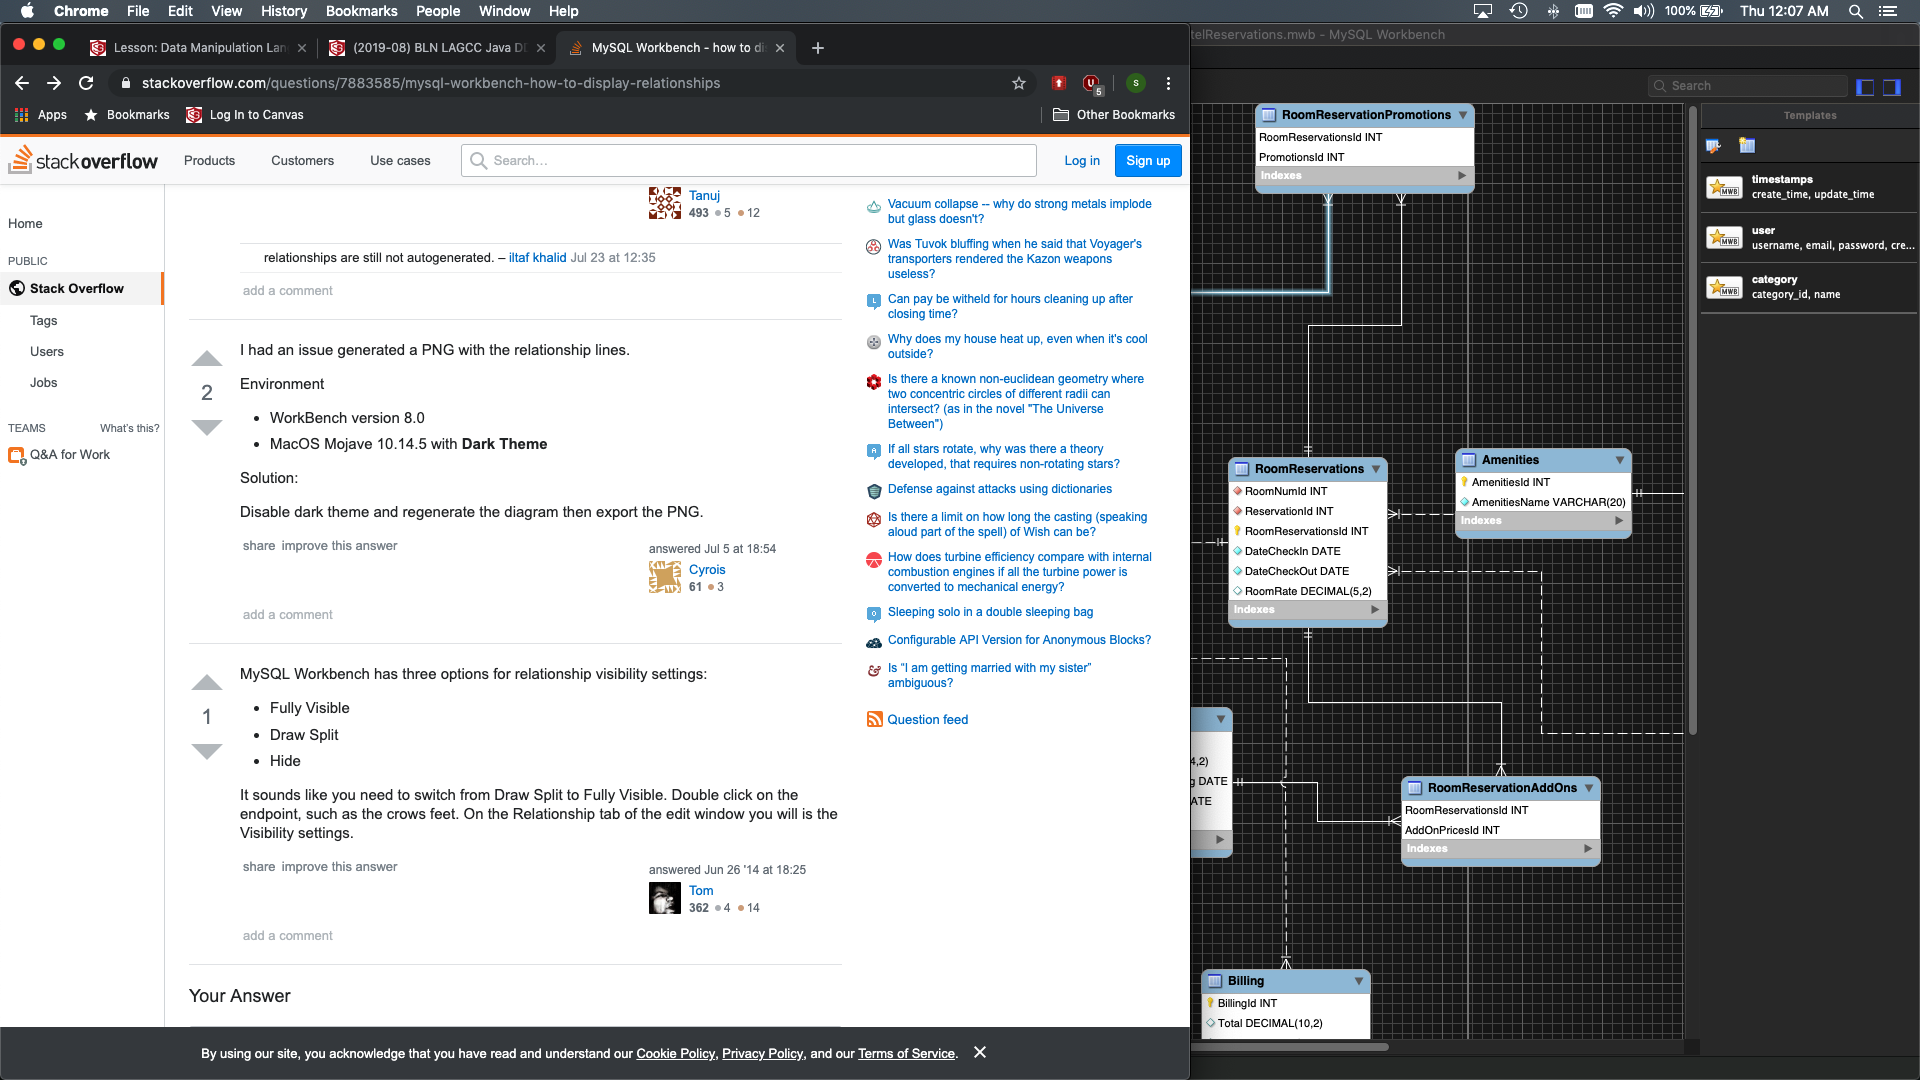 Chrome File Edit View History Bookmarks People Window Help
100% Thu 12:07 AM
Lesson: Data Manipulation Lan
(2019-08) BLN LAGCC Java D
MySQL Workbench - how to di
stackoverflow.com/questions/7883585/mysql-workbench-how-to-display-relationships
5
S
Apps Bookmarks Log In to Canvas Other Bookmarks
stackoverflow Products Customers Use cases Search... Log in Sign up
Home
PUBLIC
Stack Overflow
Tags
Users
Jobs
TEAMS What's this?
Q&A for Work
Tanuj
493 5 12
relationships are still not autogenerated. – iltaf khalid Jul 23 at 12:35
add a comment
2
I had an issue generated a PNG with the relationship lines.
Environment
WorkBench version 8.0
MacOS Mojave 10.14.5 with Dark Theme
Solution:
Disable dark theme and regenerate the diagram then export the PNG.
share improve this answer
answered Jul 5 at 18:54
Cyrois
61 3
add a comment
1
MySQL Workbench has three options for relationship visibility settings:
Fully Visible
Draw Split
Hide
It sounds like you need to switch from Draw Split to Fully Visible. Double click on the
endpoint, such as the crows feet. On the Relationship tab of the edit window you will is the
Visibility settings.
share improve this answer
answered Jun 26 '14 at 18:25
Tom
362 4 14
add a comment
Your Answer
Vacuum collapse -- why do strong metals implode
but glass doesn't?
Was Tuvok bluffing when he said that Voyager's
transporters rendered the Kazon weapons
useless?
Can pay be witheld for hours cleaning up after
closing time?
Why does my house heat up, even when it's cool
outside?
Is there a known non-euclidean geometry where
two concentric circles of different radii can
intersect? (as in the novel "The Universe
Between")
If all stars rotate, why was there a theory
developed, that requires non-rotating stars?
Defense against attacks using dictionaries
Is there a limit on how long the casting (speaking
aloud part of the spell) of Wish can be?
How does turbine efficiency compare with internal
combustion engines if all the turbine power is
converted to mechanical energy?
Sleeping solo in a double sleeping bag
Configurable API Version for Anonymous Blocks?
Is “I am getting married with my sister”
ambiguous?
Question feed
By using our site, you acknowledge that you have read and understand our Cookie Policy, Privacy Policy, and our Terms of Service.
telReservations.mwb - MySQL Workbench
Search
RoomReservationPromotions
RoomReservationsId INT
PromotionsId INT
Indexes
RoomReservations
RoomNumId INT
ReservationId INT
RoomReservationsId INT
DateCheckIn DATE
DateCheckOut DATE
RoomRate DECIMAL(5,2)
Indexes
Amenities
AmenitiesId INT
AmenitiesName VARCHAR(20)
Indexes
4,2)
g DATE
ATE
RoomReservationAddOns
RoomReservationsId INT
AddOnPricesId INT
Indexes
Billing
BillingId INT
Total DECIMAL(10,2)
Templates
timestamps
create_time, update_time
user
username, email, password, cre...
category
category_id, name